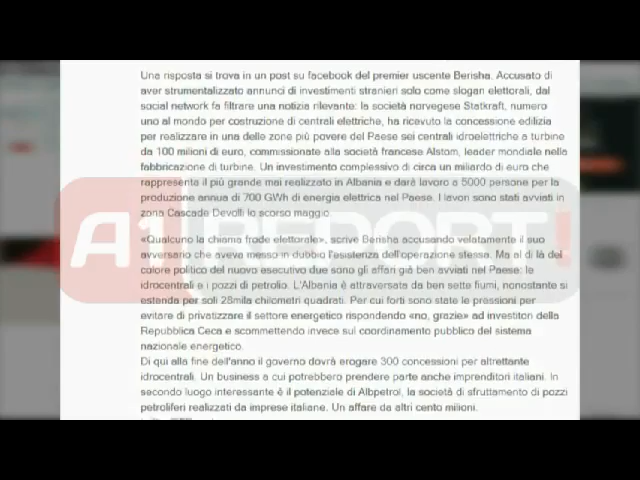 Una risposta si trova in un post su facebook del premier uscente Berisha. Accusato di
aver strumentalizzato annunci di investimenti stranieri solo come slogan elettorali, dal
social network fa filtrare una notizia rilevante: la società norvegese Statkraft, numero
uno al mondo per costruzione di centrali elettriche, ha ricevuto la concessione edilizia
per realizzare in una delle zone più povere del Paese sei centrali idroelettriche a turbine
da 100 milioni di euro, commissionate alla società francese Alstom, leader mondiale nella
fabbricazione di turbine. Un investimento complessivo di circa un miliardo di euro che
rappresenta il più grande mai realizzato in Albania e darà lavoro a 5000 persone per la
produzione annua di 700 GWh di energia elettrica nel Paese. I lavori sono stati avviati in
zona Cascade Devolli lo scorso maggio.
A1 REPORT!
«Qualcuno la chiama frode elettorale», scrive Berisha accusando velatamente il suo
avversario che aveva messo in dubbio l'esistenza dell'operazione stessa. Ma al di là del
colore politico del nuovo esecutivo due sono gli affari già ben avviati nel Paese: le
idrocentrali e i pozzi di petrolio. L'Albania è attraversata da ben sette fiumi, nonostante si
estenda per soli 28mila chilometri quadrati. Per cui forti sono state le pressioni per
evitare di privatizzare il settore energetico rispondendo «no, grazie» ad investitori della
Repubblica Ceca e scommettendo invece sul coordinamento pubblico del sistema
nazionale energetico.
Di qui alla fine dell'anno il governo dovrà erogare 300 concessioni per altrettante
idrocentrali. Un business a cui potrebbero prendere parte anche imprenditori italiani. In
secondo luogo interessante è il potenziale di Albpetrol, la società di sfruttamento di pozzi
petroliferi realizzati da imprese italiane. Un affare da altri cento milioni.